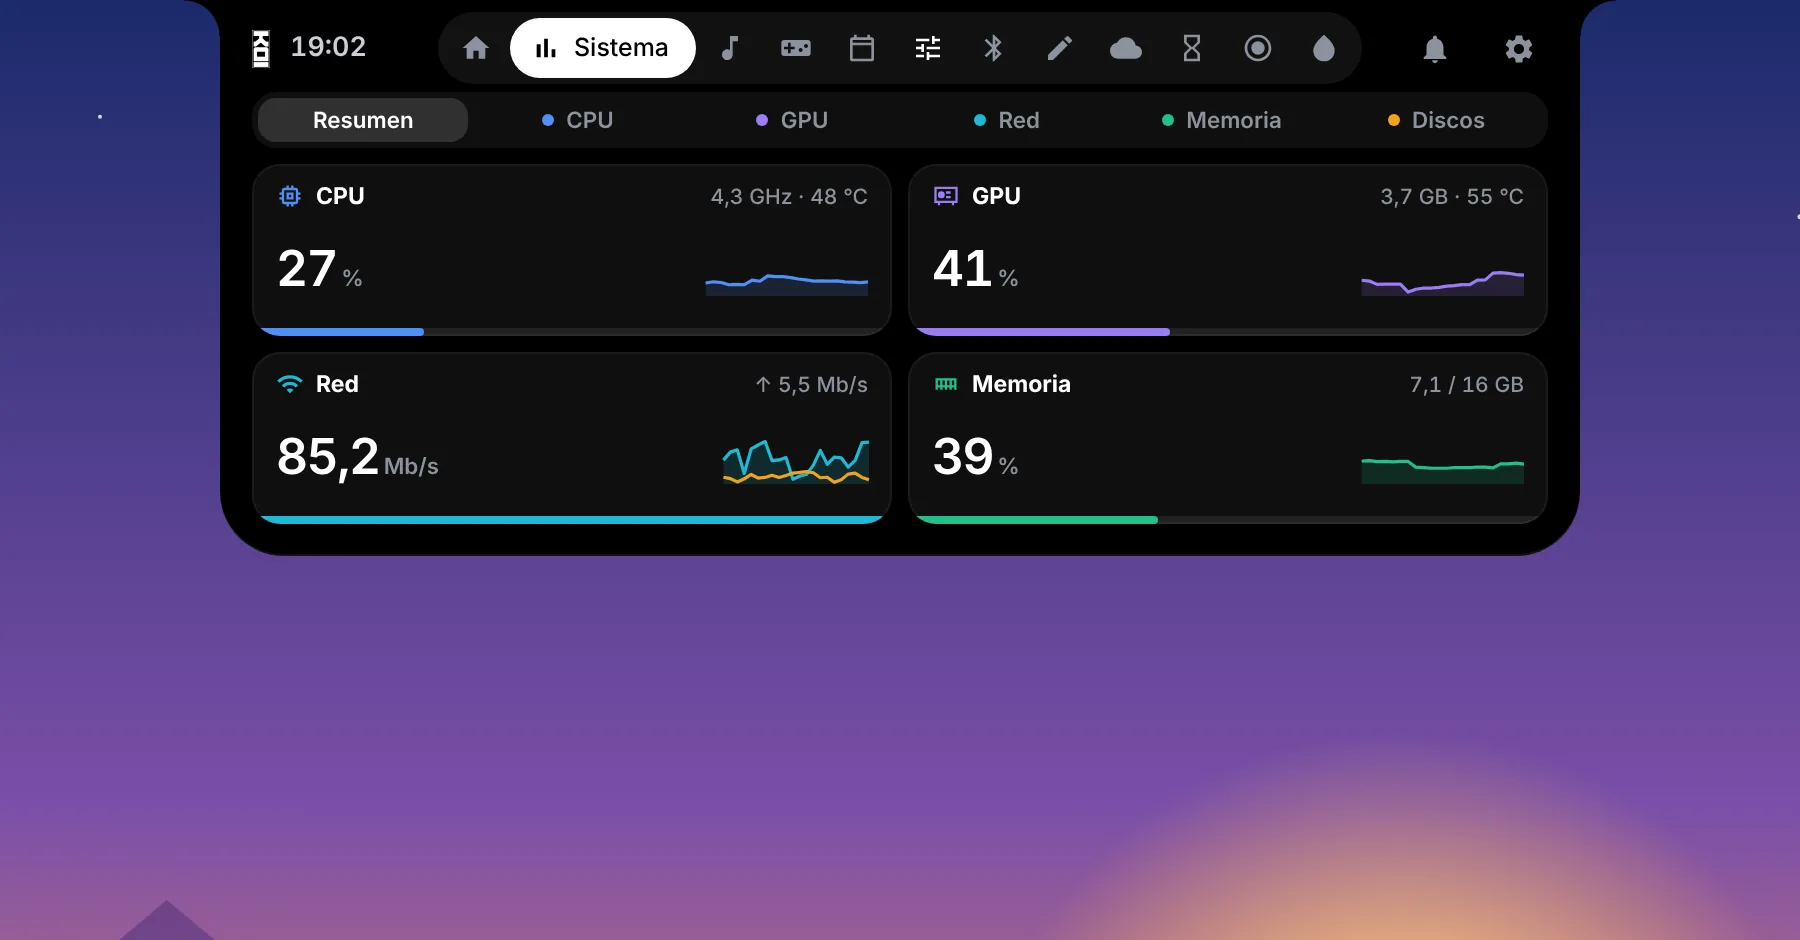 19:02
Sistema
Resumen
CPU
GPU
Red
Memoria
Discos
CPU
4,3 GHz · 48 °C
27 %
GPU
3,7 GB · 55 °C
41 %
Red
↑ 5,5 Mb/s
85,2 Mb/s
Memoria
7,1 / 16 GB
39 %